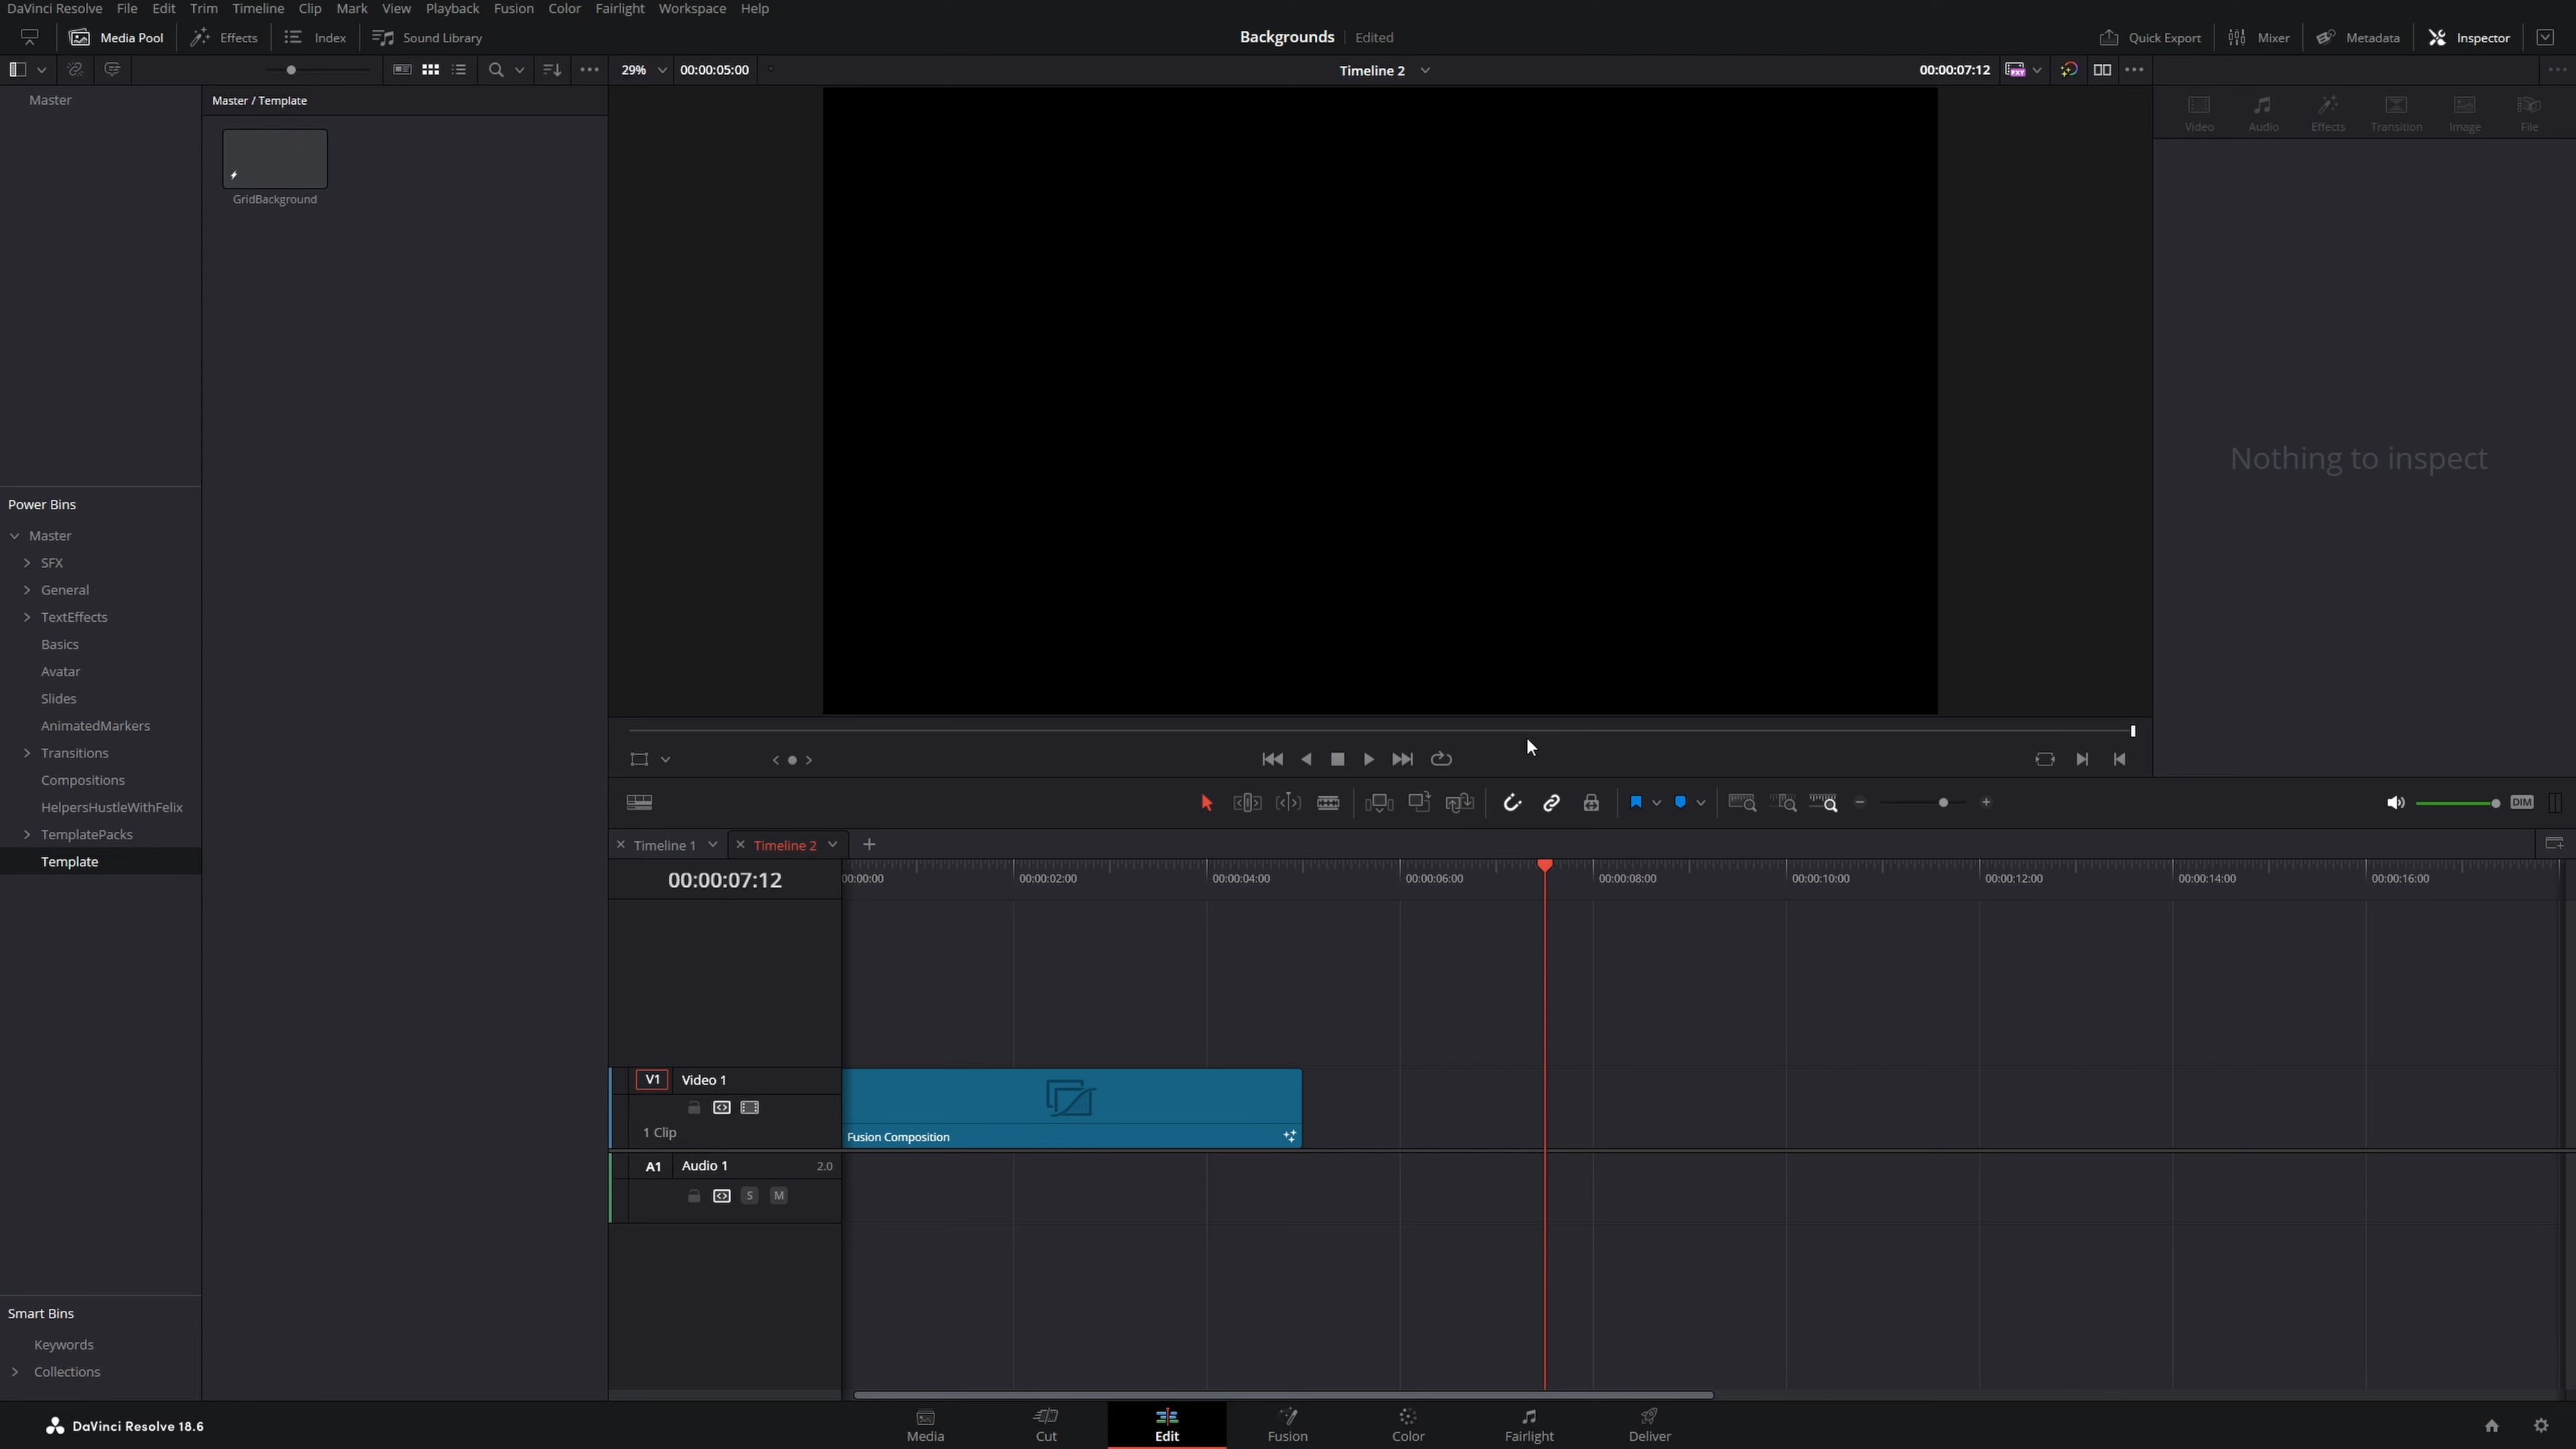 DaVinci Resolve File Edit Trim Timeline Clip Mark View Playback Fusion Color Fairlight Workspace Help
Media Pool Effects Index Sound Library Backgrounds Edited Quick Export Mixer Metadata Inspector
29% 00:00:05:00 Timeline 2 00:00:07:12
Master
Master / Template
Video Audio Effects Transition Image File
GridBackground
Nothing to inspect
Power Bins
Master
SFX
General
TextEffects
Basics
Avatar
Slides
AnimatedMarkers
Transitions
Compositions
HelpersHustleWithFelix
TemplatePacks
Template
DIM
Timeline 1 Timeline 2
00:00:07:12
00:00:00 00:00:02:00 00:00:04:00 00:00:06:00 00:00:08:00 00:00:10:00 00:00:12:00 00:00:14:00 00:00:16:00
V1 Video 1
1 Clip
Fusion Composition
A1 Audio 1 2.0
S M
Smart Bins
Keywords
Collections
DaVinci Resolve 18.6
Media Cut Edit Fusion Color Fairlight Deliver